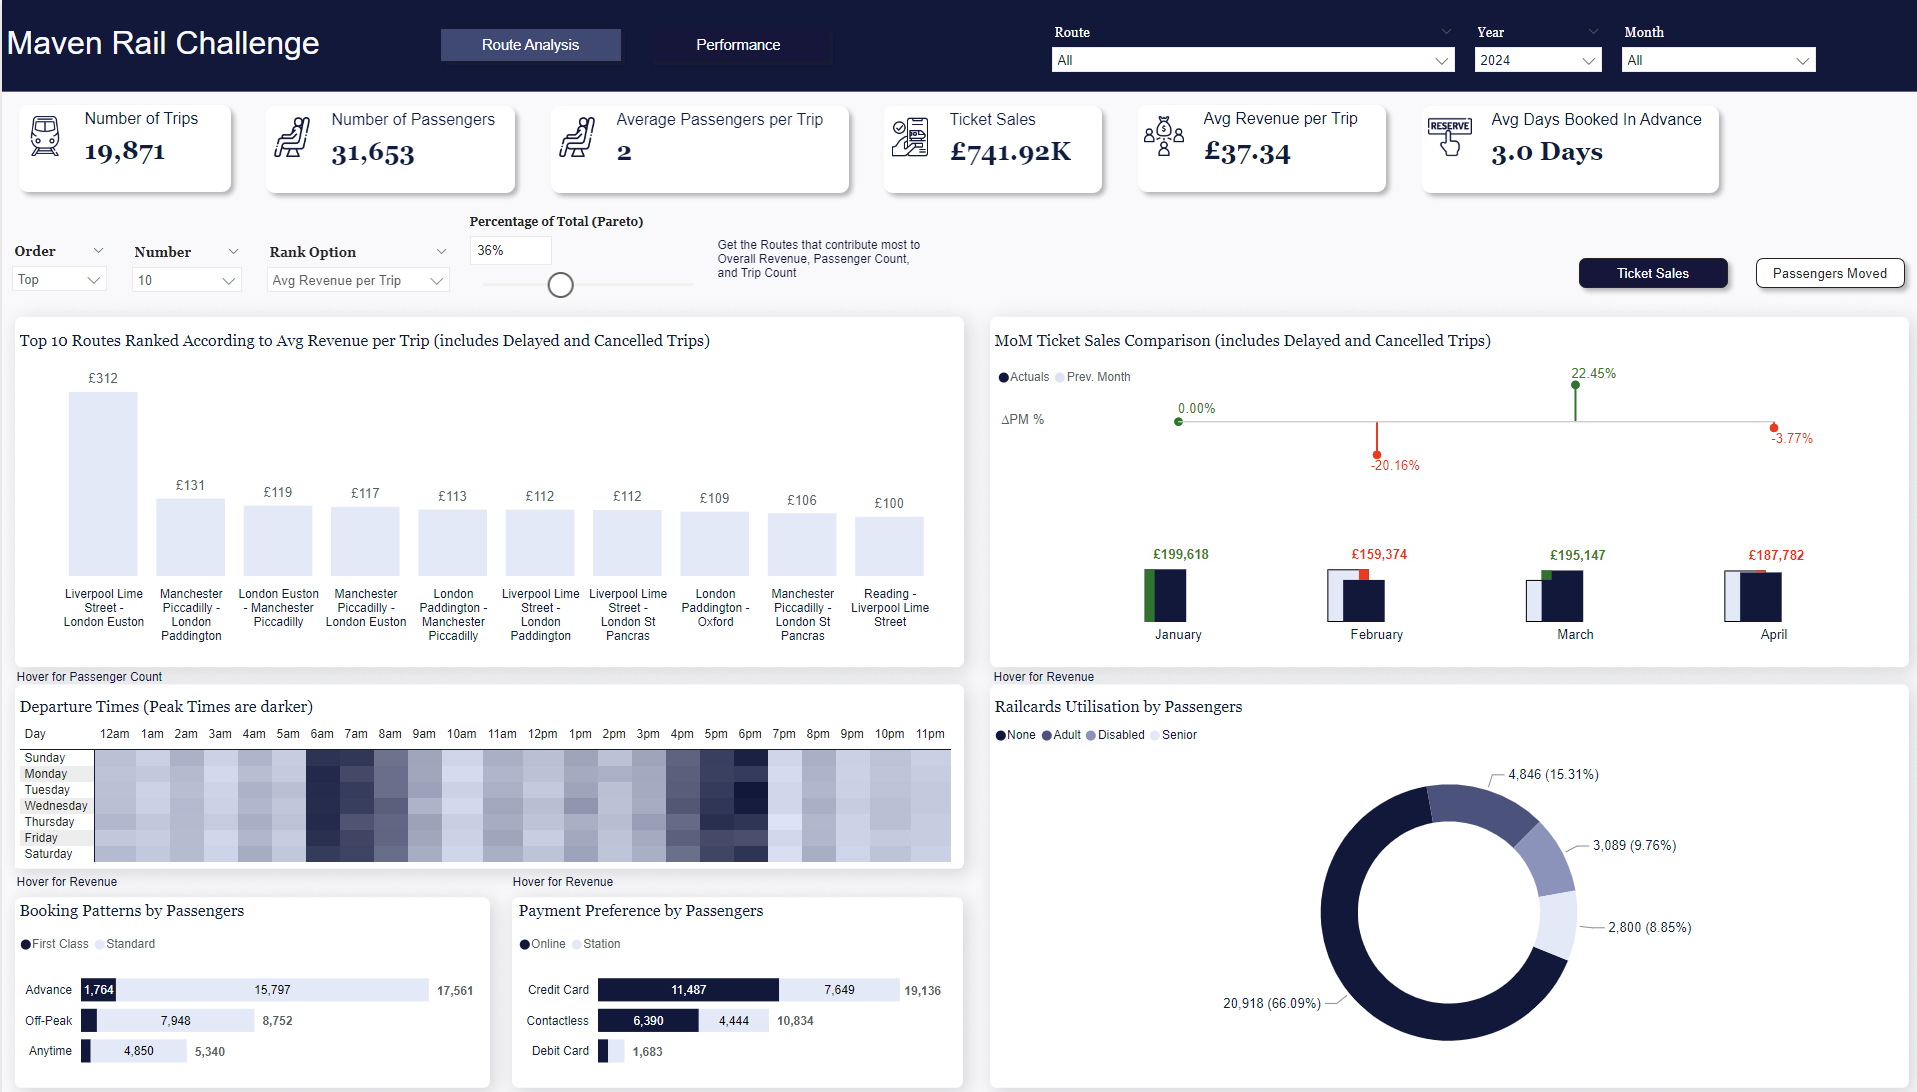 Maven Rail Challenge
Route Analysis
Performance
Route
All
Year
2024
Month
All
Number of Trips
19,871
Number of Passengers
31,653
Average Passengers per Trip
2
Ticket Sales
£741.92K
Avg Revenue per Trip
£37.34
RESERVE
Avg Days Booked In Advance
3.0 Days
Order
Top
Number
10
Rank Option
Avg Revenue per Trip
Percentage of Total (Pareto)
36%
Get the Routes that contribute most to
Overall Revenue, Passenger Count,
and Trip Count
Ticket Sales
Passengers Moved
Top 10 Routes Ranked According to Avg Revenue per Trip (includes Delayed and Cancelled Trips)
£312
£131
£119
£117
£113
£112
£112
£109
£106
£100
Liverpool Lime
Street -
London Euston
Manchester
Piccadilly -
London
Paddington
London Euston
- Manchester
Piccadilly
Manchester
Piccadilly -
London Euston
London
Paddington -
Manchester
Piccadilly
Liverpool Lime
Street -
London
Paddington
Liverpool Lime
Street -
London St
Pancras
London
Paddington -
Oxford
Manchester
Piccadilly -
London St
Pancras
Reading -
Liverpool Lime
Street
MoM Ticket Sales Comparison (includes Delayed and Cancelled Trips)
Actuals
Prev. Month
ΔPM %
0.00%
-20.16%
22.45%
-3.77%
£199,618
£159,374
£195,147
£187,782
January
February
March
April
Hover for Passenger Count
Departure Times (Peak Times are darker)
Day 12am 1am 2am 3am 4am 5am 6am 7am 8am 9am 10am 11am 12pm 1pm 2pm 3pm 4pm 5pm 6pm 7pm 8pm 9pm 10pm 11pm
Sunday
Monday
Tuesday
Wednesday
Thursday
Friday
Saturday
Hover for Revenue
Railcards Utilisation by Passengers
None Adult Disabled Senior
4,846 (15.31%)
3,089 (9.76%)
2,800 (8.85%)
20,918 (66.09%)
Hover for Revenue
Booking Patterns by Passengers
First Class Standard
Advance 1,764 15,797 17,561
Off-Peak 7,948 8,752
Anytime 4,850 5,340
Hover for Revenue
Payment Preference by Passengers
Online Station
Credit Card 11,487 7,649 19,136
Contactless 6,390 4,444 10,834
Debit Card 1,683